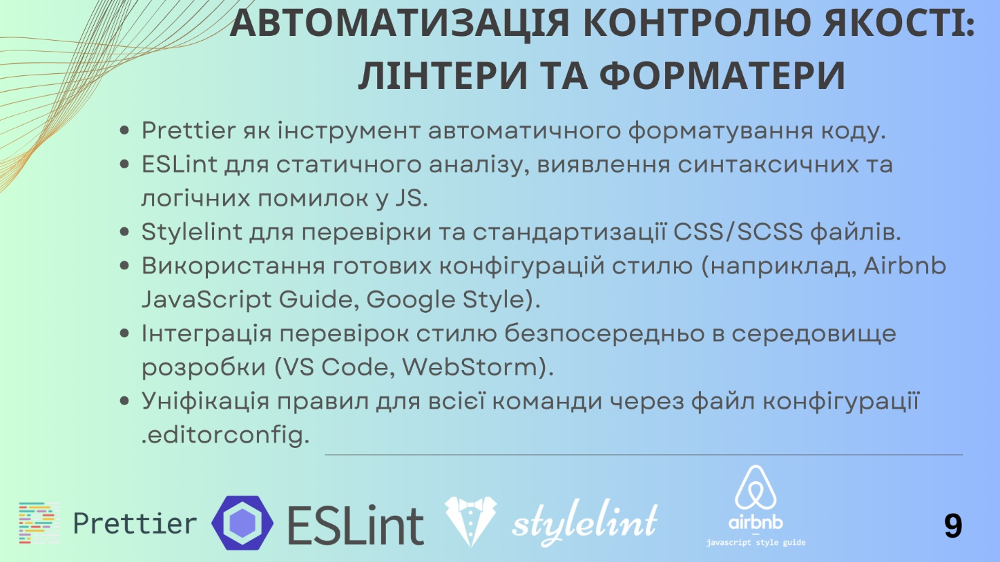 АВТОМАТИЗАЦІЯ КОНТРОЛЮ ЯКОСТІ:
ЛІНТЕРИ ТА ФОРМАТЕРИ
• Prettier як інструмент автоматичного форматування коду.
• ESLint для статичного аналізу, виявлення синтаксичних та
логічних помилок у JS.
• Stylelint для перевірки та стандартизації CSS/SCSS файлів.
• Використання готових конфігурацій стилю (наприклад, Airbnb
JavaScript Guide, Google Style).
• Інтеграція перевірок стилю безпосередньо в середовище
розробки (VS Code, WebStorm).
• Уніфікація правил для всієї команди через файл конфігурації
.editorconfig.
Prettier
ESLint
stylelint
airbnb
javascript style guide
9